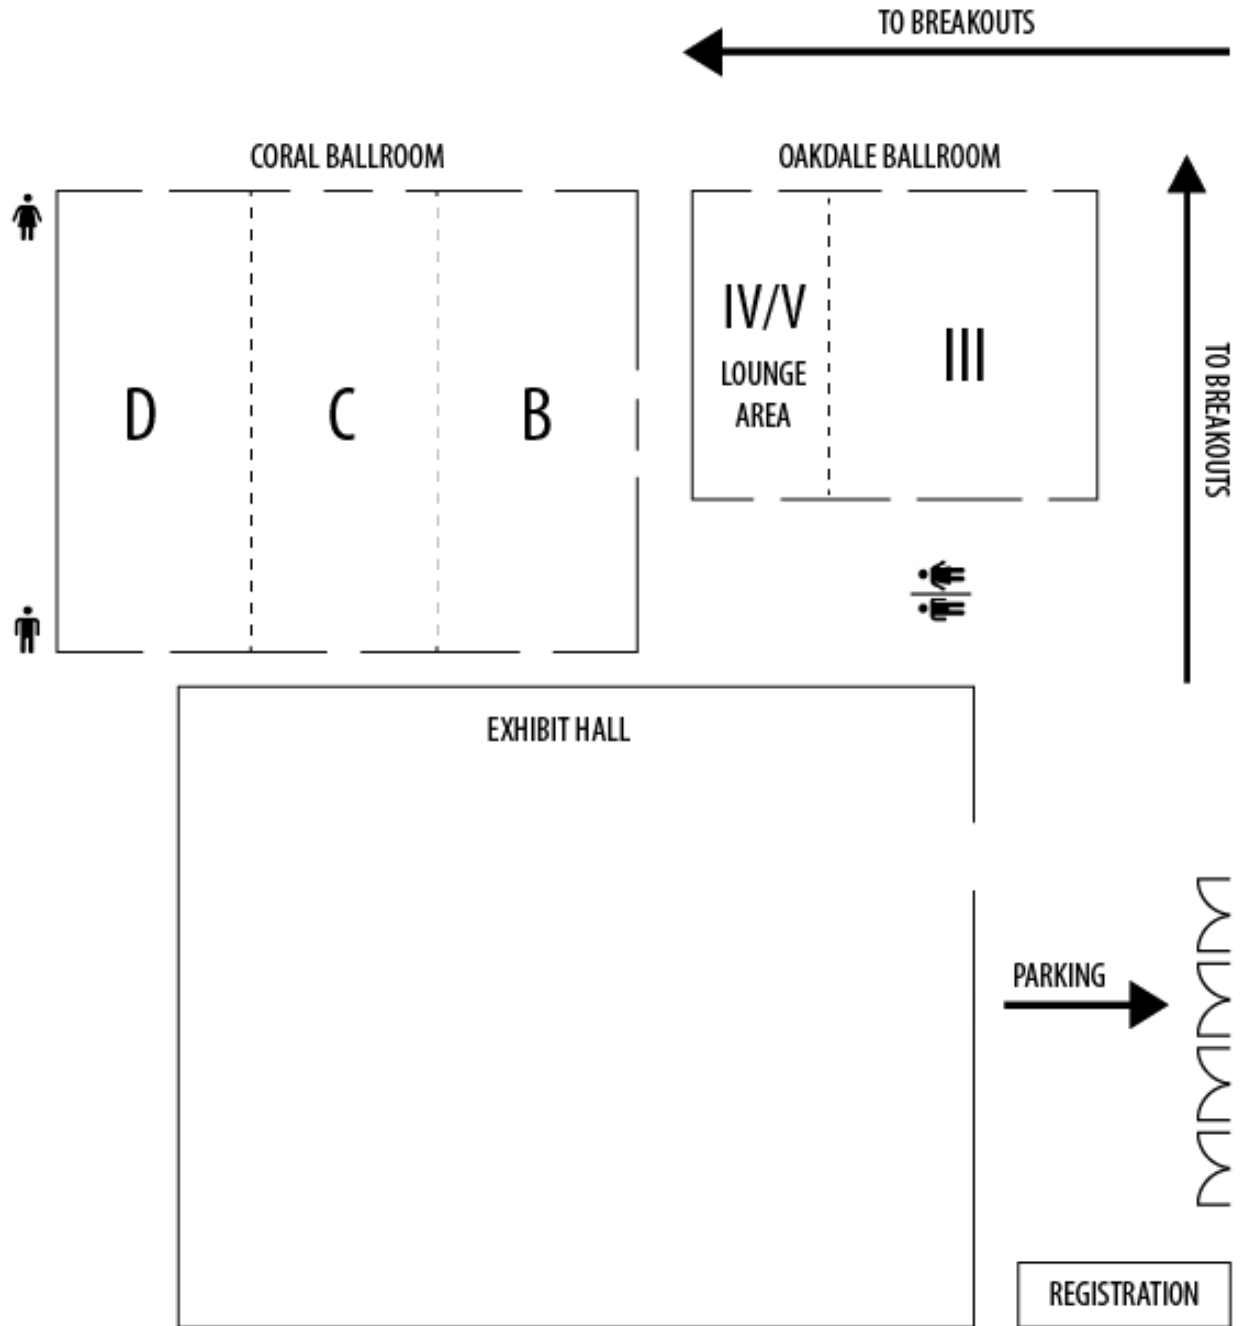 TO BREAKOUTS
CORAL BALLROOM
OAKDALE BALLROOM
D
C
B
IV/V
LOUNGE
AREA
III
TO BREAKOUTS
EXHIBIT HALL
PARKING
REGISTRATION